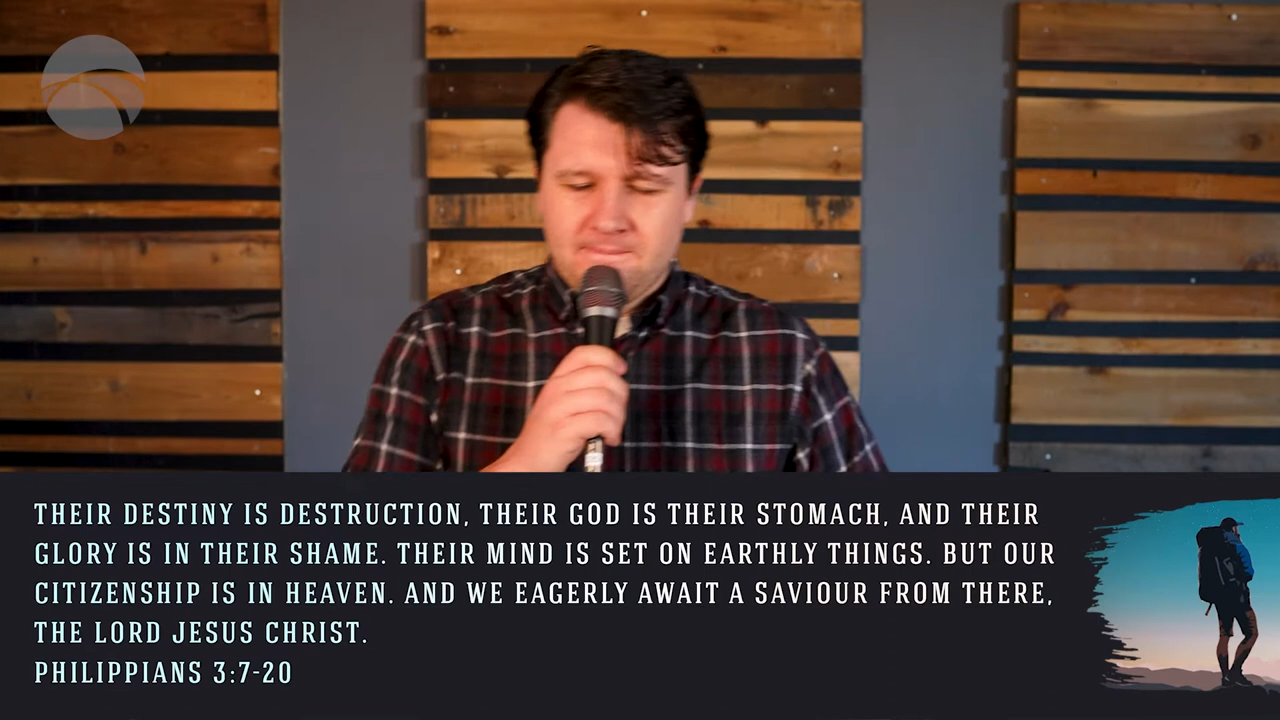 THEIR DESTINY IS DESTRUCTION, THEIR GOD IS THEIR STOMACH, AND THEIR
GLORY IS IN THEIR SHAME. THEIR MIND IS SET ON EARTHLY THINGS. BUT OUR
CITIZENSHIP IS IN HEAVEN. AND WE EAGERLY AWAIT A SAVIOUR FROM THERE,
THE LORD JESUS CHRIST.
PHILIPPIANS 3:7-20